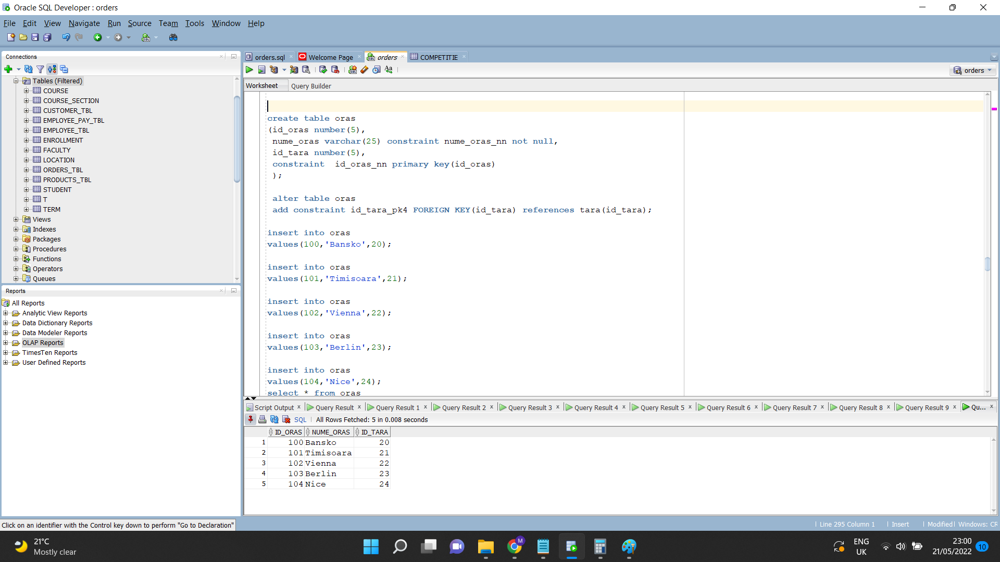 Oracle SQL Developer : orders
File Edit View Navigate Run Source Team Tools Window Help
Connections
Tables (Filtered)
COURSE
COURSE_SECTION
CUSTOMER_TBL
EMPLOYEE_PAY_TBL
EMPLOYEE_TBL
ENROLLMENT
FACULTY
LOCATION
ORDERS_TBL
PRODUCTS_TBL
STUDENT
T
TERM
Views
Indexes
Packages
Procedures
Functions
Operators
Queues
Reports
All Reports
Analytic View Reports
Data Dictionary Reports
Data Modeler Reports
OLAP Reports
TimesTen Reports
User Defined Reports
orders.sql Welcome Page orders COMPETITIE
orders
Worksheet Query Builder
create table oras
(id_oras number(5),
nume_oras varchar(25) constraint nume_oras_nn not null,
id_tara number(5),
constraint id_oras_nn primary key(id_oras)
);
alter table oras
add constraint id_tara_pk4 FOREIGN KEY(id_tara) references tara(id_tara);
insert into oras
values(100,'Bansko',20);
insert into oras
values(101,'Timisoara',21);
insert into oras
values(102,'Vienna',22);
insert into oras
values(103,'Berlin',23);
insert into oras
values(104,'Nice',24);
select * from oras
Script Output Query Result Query Result 1 Query Result 2 Query Result 3 Query Result 4 Query Result 5 Query Result 6 Query Result 7 Query Result 8 Query Result 9 Qu...
SQL All Rows Fetched: 5 in 0.008 seconds
ID_ORAS NUME_ORAS ID_TARA
1 100 Bansko 20
2 101 Timisoara 21
3 102 Vienna 22
4 103 Berlin 23
5 104 Nice 24
Click on an identifier with the Control key down to perform "Go to Declaration"
Line 295 Column 1 Insert Modified Windows: CR
21°C
Mostly clear
M
ENG
UK
23:00
21/05/2022
10